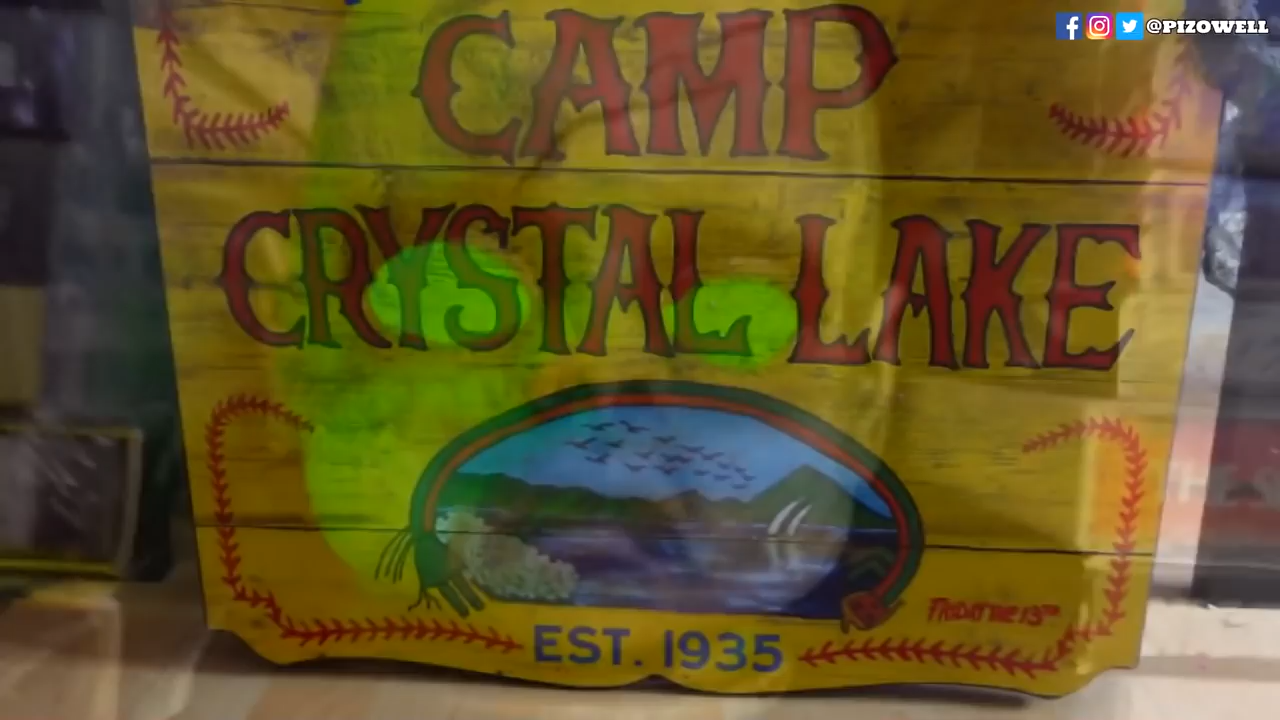 @PIZOWELL
CAMP
CRYSTAL LAKE
FRIDAY THE 13TH
EST. 1935